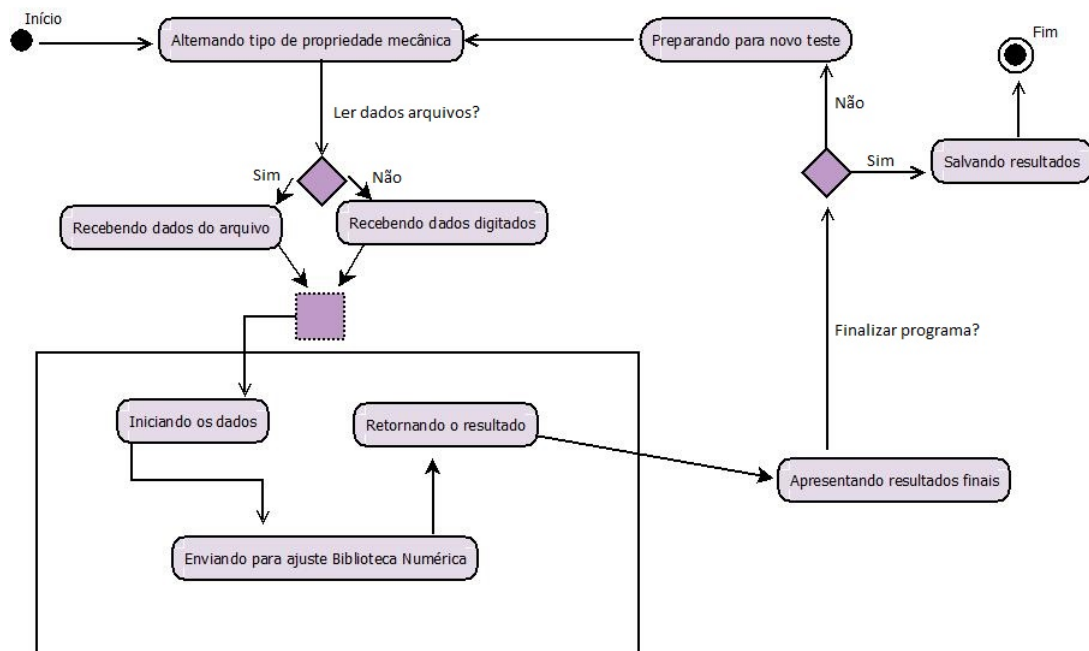 Início
Alternando tipo de propriedade mecânica
Preparando para novo teste
Fim
Ler dados arquivos?
Não
Sim
Salvando resultados
Sim
Não
Recebendo dados do arquivo
Recebendo dados digitados
Finalizar programa?
Iniciando os dados
Retornando o resultado
Apresentando resultados finais
Enviando para ajuste Biblioteca Numérica